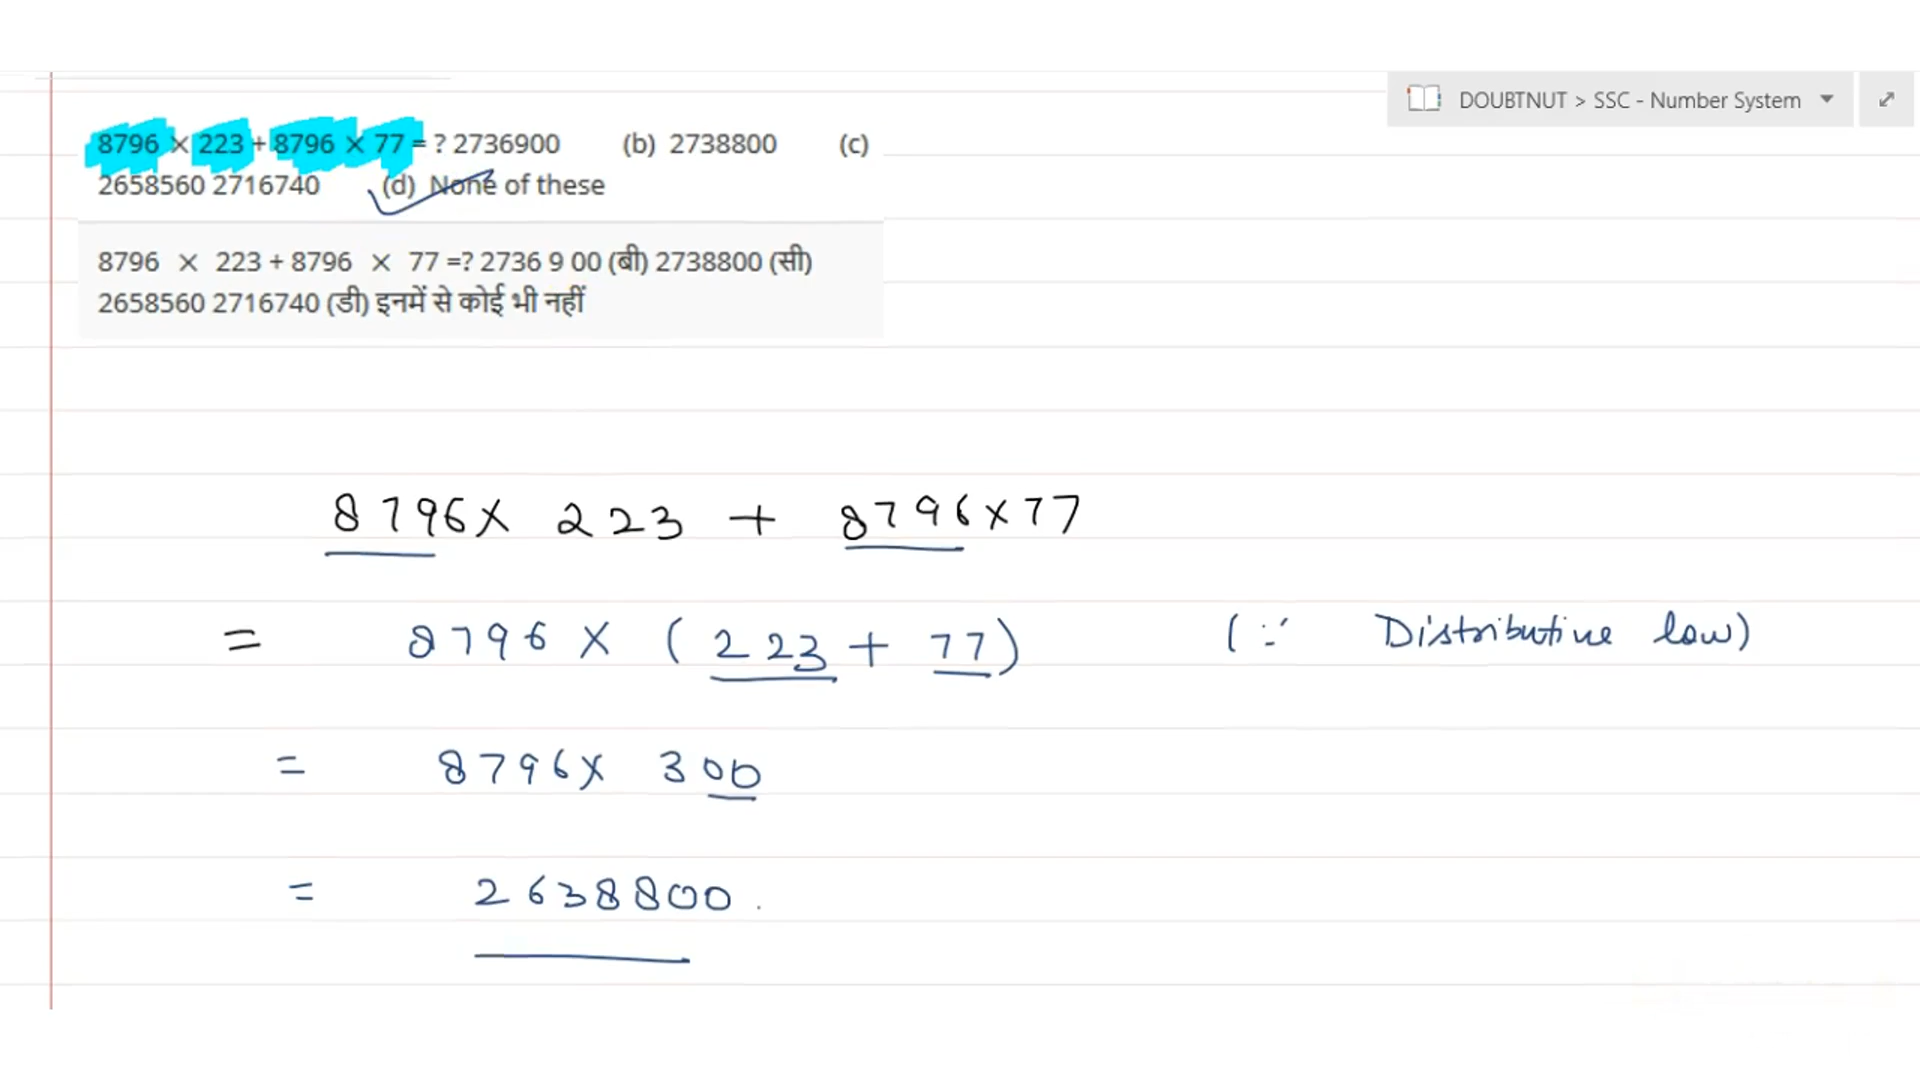 DOUBTNUT > SSC - Number System
8796 × 223 + 8796 × 77 = ? 2736900 (b) 2738800 (c)
2658560 2716740 (d) None of these
8796 × 223 + 8796 × 77 =? 2736 9 00 (बी) 2738800 (सी)
2658560 2716740 (डी) इनमें से कोई भी नहीं
8796 × 223 + 8796 × 77
= 8796 × (223 + 77) (∵ Distributive law)
= 8796 × 300
= 2638800.